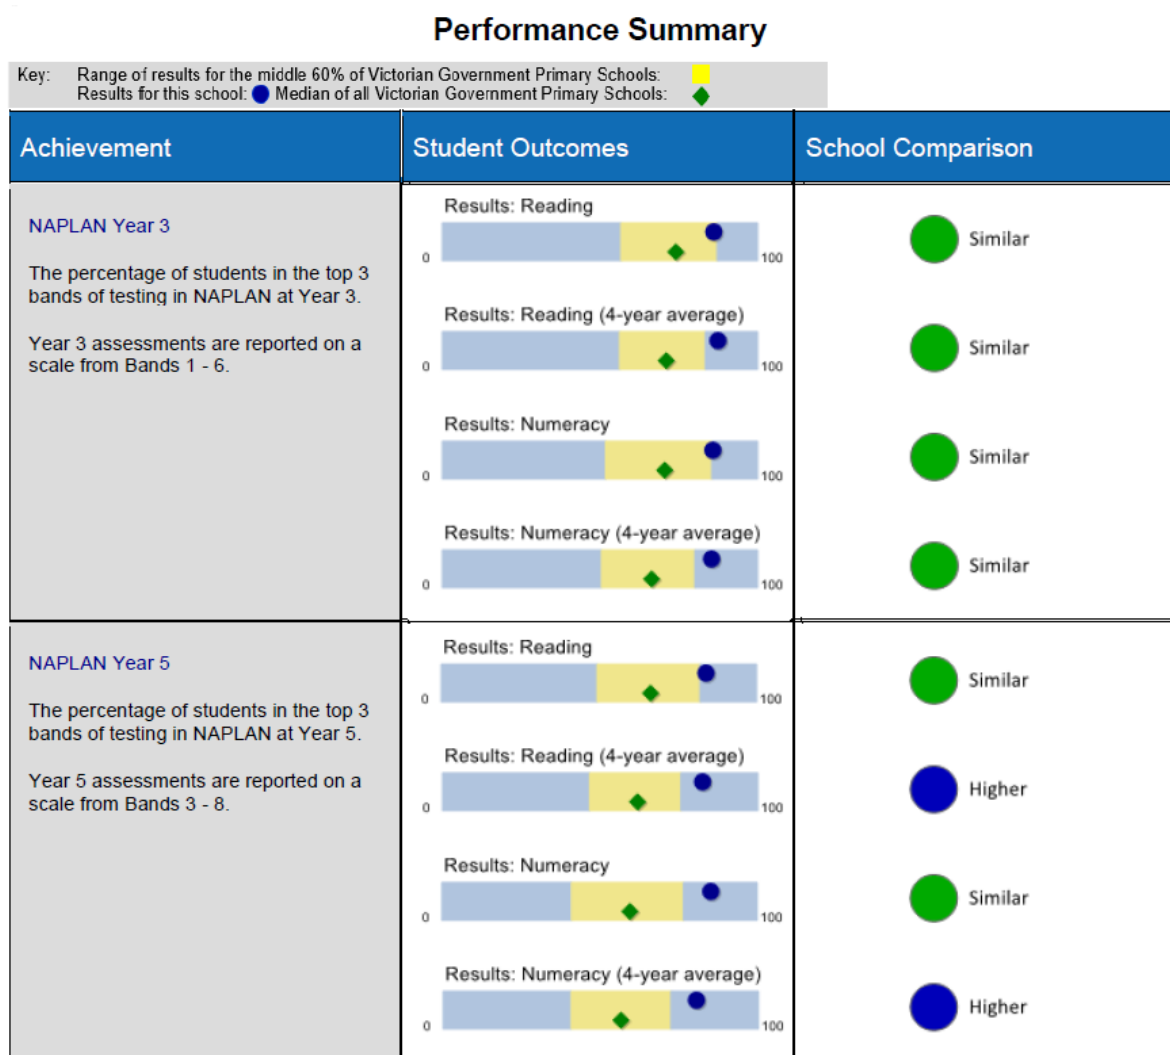 Performance Summary
Key: Range of results for the middle 60% of Victorian Government Primary Schools:
Results for this school: Median of all Victorian Government Primary Schools:
Achievement
Student Outcomes
School Comparison
NAPLAN Year 3
The percentage of students in the top 3
bands of testing in NAPLAN at Year 3.
Year 3 assessments are reported on a
scale from Bands 1 - 6.
Results: Reading
0 100
Similar
Results: Reading (4-year average)
0 100
Similar
Results: Numeracy
0 100
Similar
Results: Numeracy (4-year average)
0 100
Similar
NAPLAN Year 5
The percentage of students in the top 3
bands of testing in NAPLAN at Year 5.
Year 5 assessments are reported on a
scale from Bands 3 - 8.
Results: Reading
0 100
Similar
Results: Reading (4-year average)
0 100
Higher
Results: Numeracy
0 100
Similar
Results: Numeracy (4-year average)
0 100
Higher